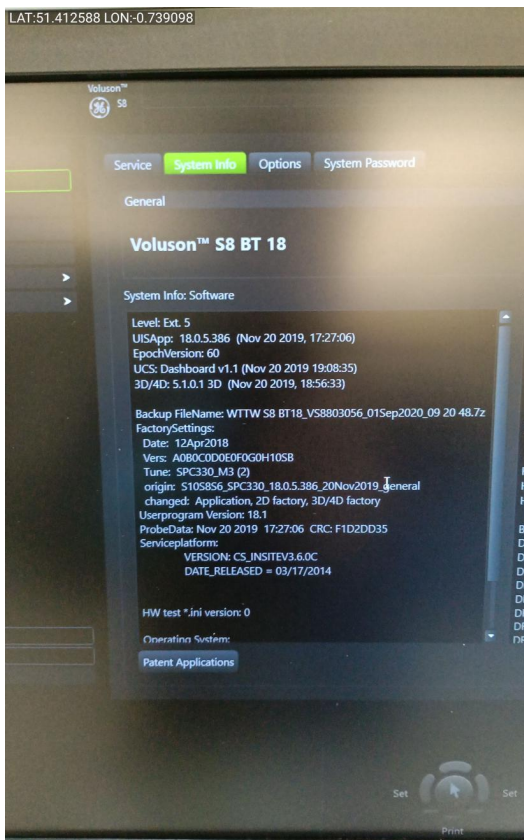 LAT:51.412588 LON:-0.739098
Voluson™
S8
Service System Info Options System Password
General
Voluson™ S8 BT 18
System Info: Software
Level: Ext. 5
UISApp: 18.0.5.386 (Nov 20 2019, 17:27:06)
EpochVersion: 60
UCS: Dashboard v1.1 (Nov 20 2019 19:08:35)
3D/4D: 5.1.0.1 3D (Nov 20 2019, 18:56:33)
Backup FileName: WTTW S8 BT18_VS8803056_01Sep2020_09 20 48.7z
FactorySettings:
Date: 12Apr2018
Vers: A0B0C0D0E0F0G0H10SB
Tune: SPC330_M3 (2)
origin: S10S8S6_SPC330_18.0.5.386_20Nov2019_general
changed: Application, 2D factory, 3D/4D factory
Userprogram Version: 18.1
ProbeData: Nov 20 2019 17:27:06 CRC: F1D2DD35
Serviceplatform:
VERSION: CS_INSITEV3.6.0C
DATE_RELEASED = 03/17/2014
HW test *.ini version: 0
Operating System:
Patent Applications
Set Set
Print